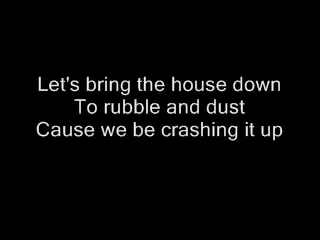 Let's bring the house down
To rubble and dust
Cause we be crashing it up